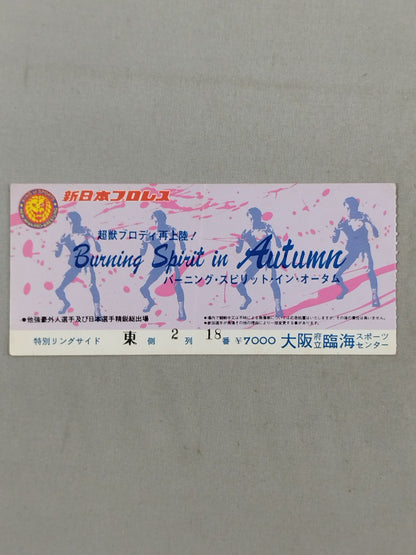 新日本プロレス
超獣ブロディ再上陸！
Burning Spirit in Autumn
バーニング・スピリット・イン・オータム
●他強豪外人選手及び日本選手精鋭総出場
特別リングサイド 東 側 2 列 18 番 ¥7000 大阪府立臨海スポーツセンター